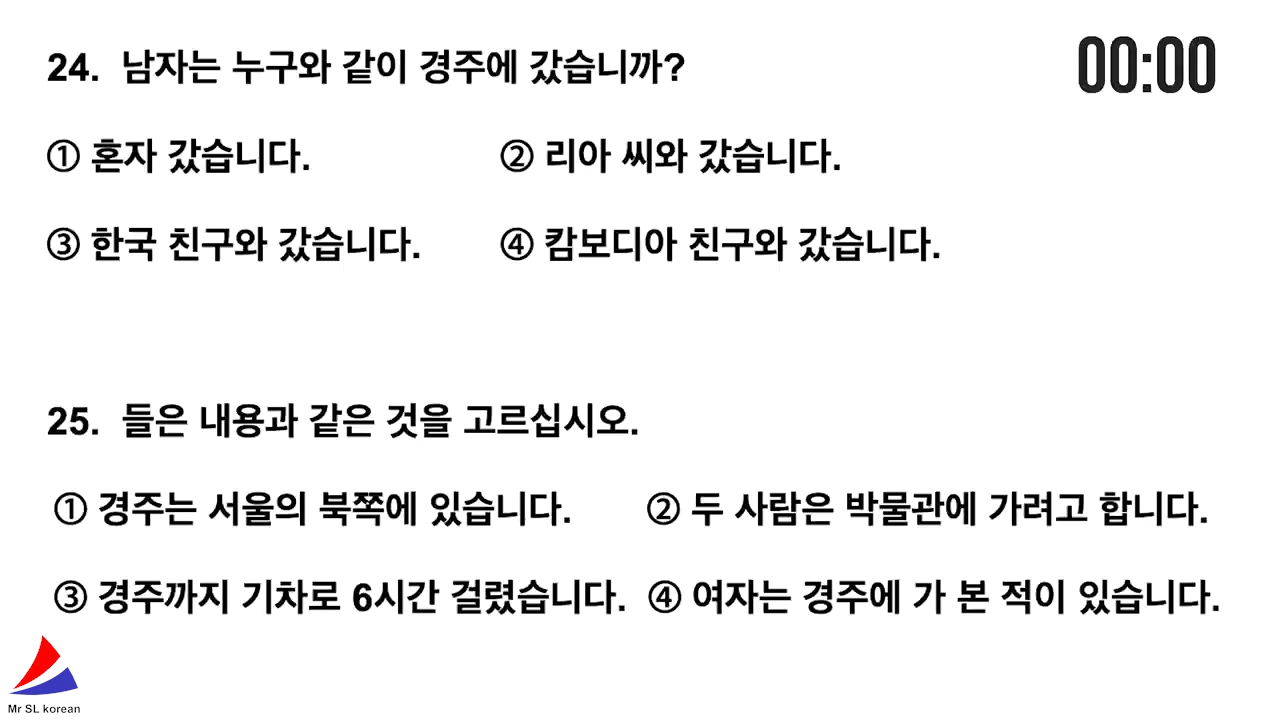 24. 남자는 누구와 같이 경주에 갔습니까?
00:00
① 혼자 갔습니다. ② 리아 씨와 갔습니다.
③ 한국 친구와 갔습니다. ④ 캄보디아 친구와 갔습니다.
25. 들은 내용과 같은 것을 고르십시오.
① 경주는 서울의 북쪽에 있습니다. ② 두 사람은 박물관에 가려고 합니다.
③ 경주까지 기차로 6시간 걸렸습니다. ④ 여자는 경주에 가 본 적이 있습니다.
Mr SL korean